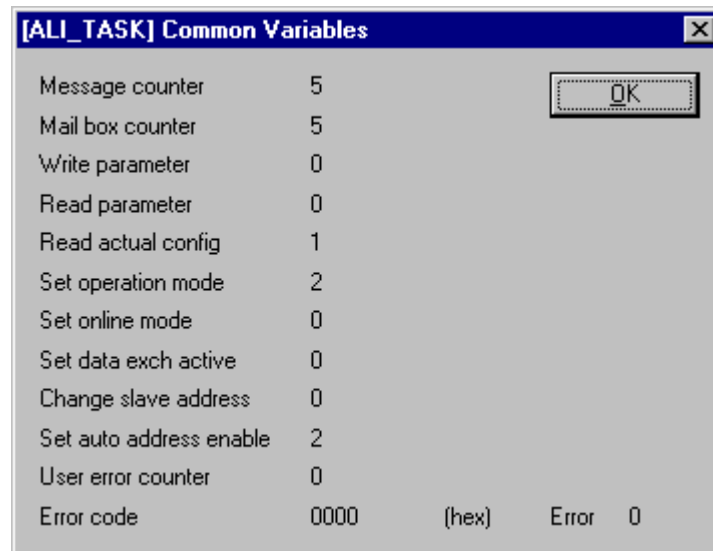 [ALI_TASK] Common Variables
Message counter 5
OK
Mail box counter 5
Write parameter 0
Read parameter 0
Read actual config 1
Set operation mode 2
Set online mode 0
Set data exch active 0
Change slave address 0
Set auto address enable 2
User error counter 0
Error code 0000 (hex) Error 0